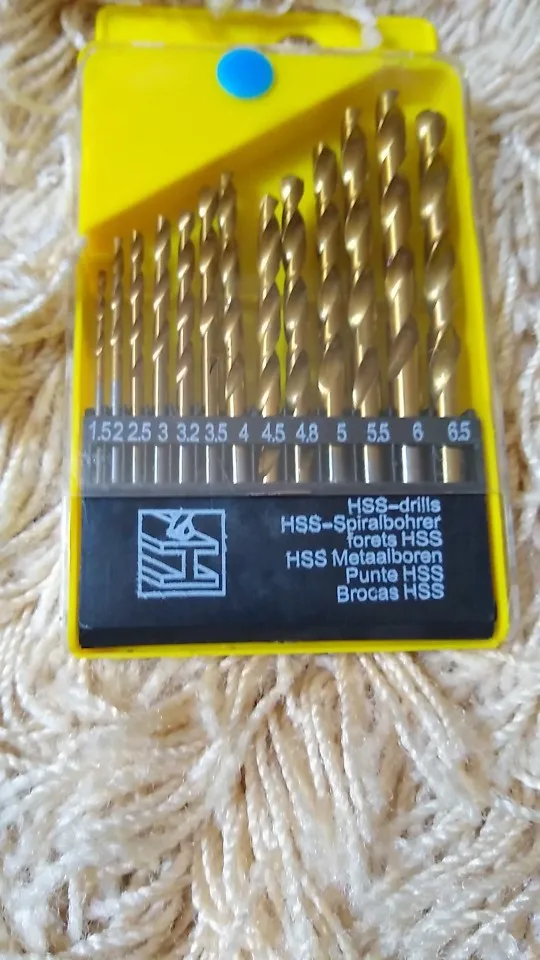 1.5 2 2.5 3 3.2 3.5 4 4.5 4.8 5 5.5 6 6.5
HSS-drills
HSS-Spiralbohrer
forets HSS
HSS Metaalboren
Punte HSS
Brocas HSS